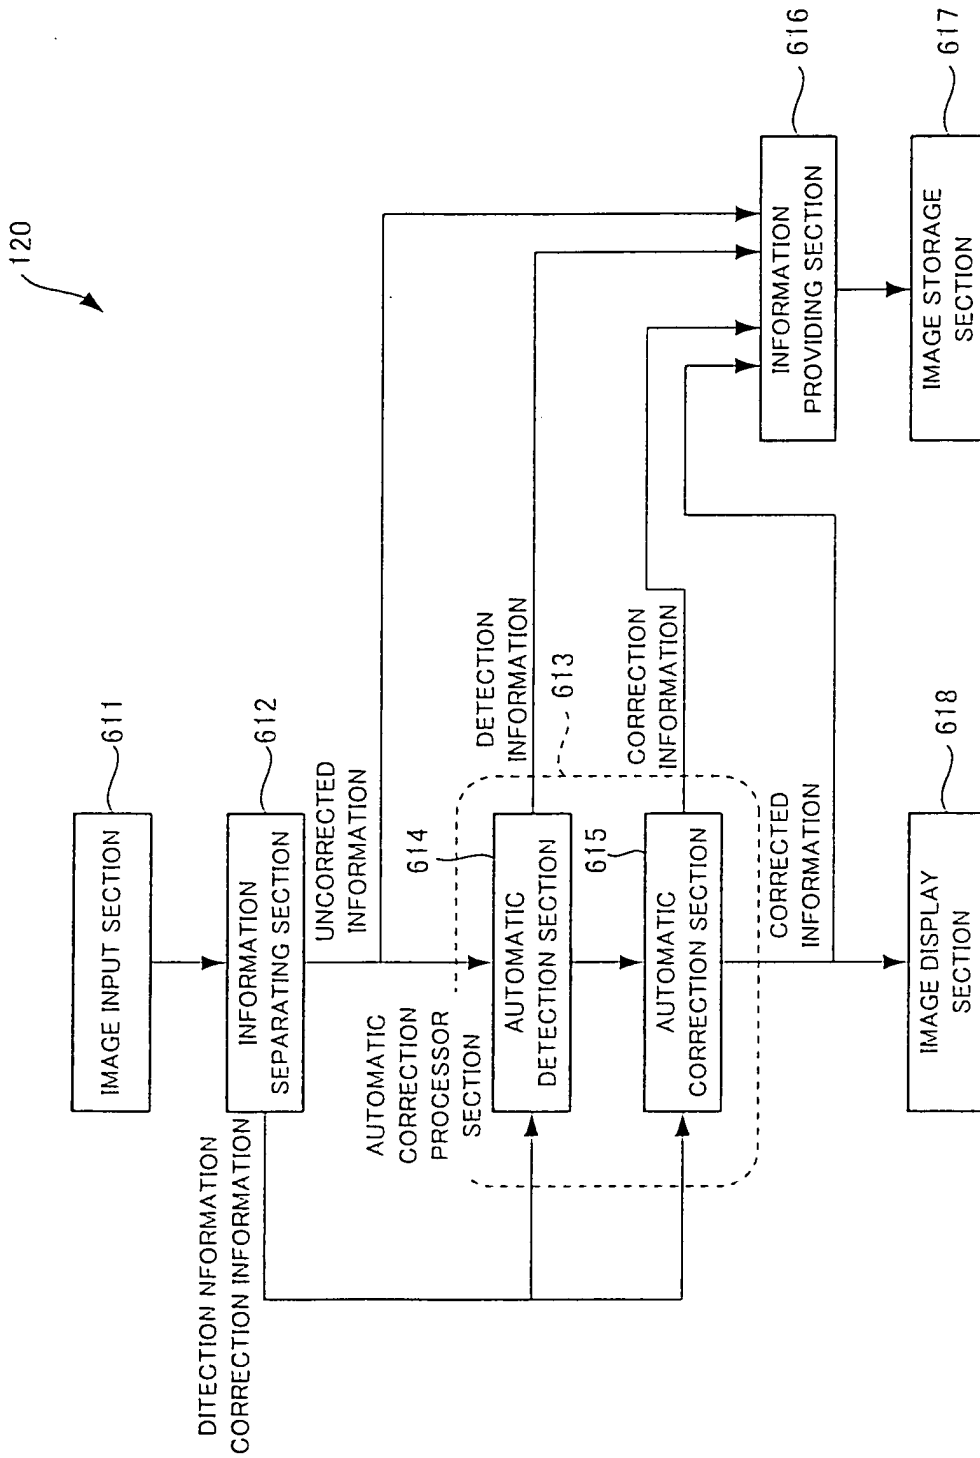 120
IMAGE INPUT SECTION
611
INFORMATION
SEPARATING SECTION
612
DITECTION NFORMATION
CORRECTION INFORMATION
UNCORRECTED
INFORMATION
AUTOMATIC
CORRECTION
PROCESSOR
SECTION
613
AUTOMATIC
DETECTION SECTION
614
DETECTION
INFORMATION
AUTOMATIC
CORRECTION SECTION
615
CORRECTION
INFORMATION
CORRECTED
INFORMATION
INFORMATION
PROVIDING SECTION
616
IMAGE STORAGE
SECTION
617
IMAGE DISPLAY
SECTION
618